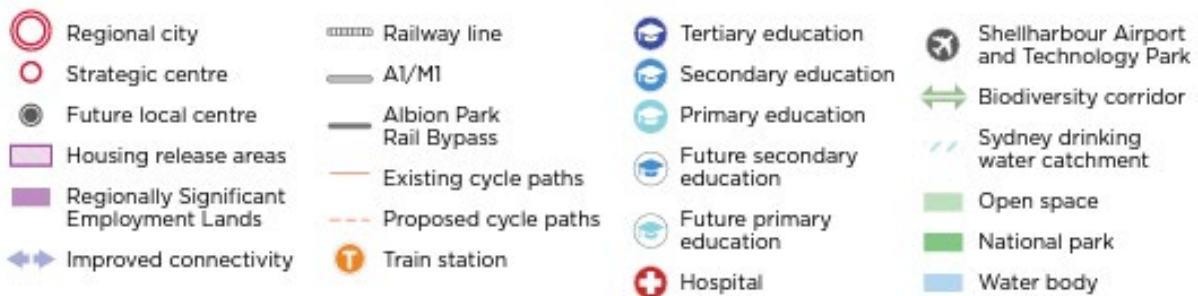 Regional city
Strategic centre
Future local centre
Housing release areas
Regionally Significant
Employment Lands
Improved connectivity
Railway line
A1/M1
Albion Park
Rail Bypass
Existing cycle paths
Proposed cycle paths
T
Train station
Tertiary education
Secondary education
Primary education
Future secondary
education
Future primary
education
Hospital
Shellharbour Airport
and Technology Park
Biodiversity corridor
Sydney drinking
water catchment
Open space
National park
Water body